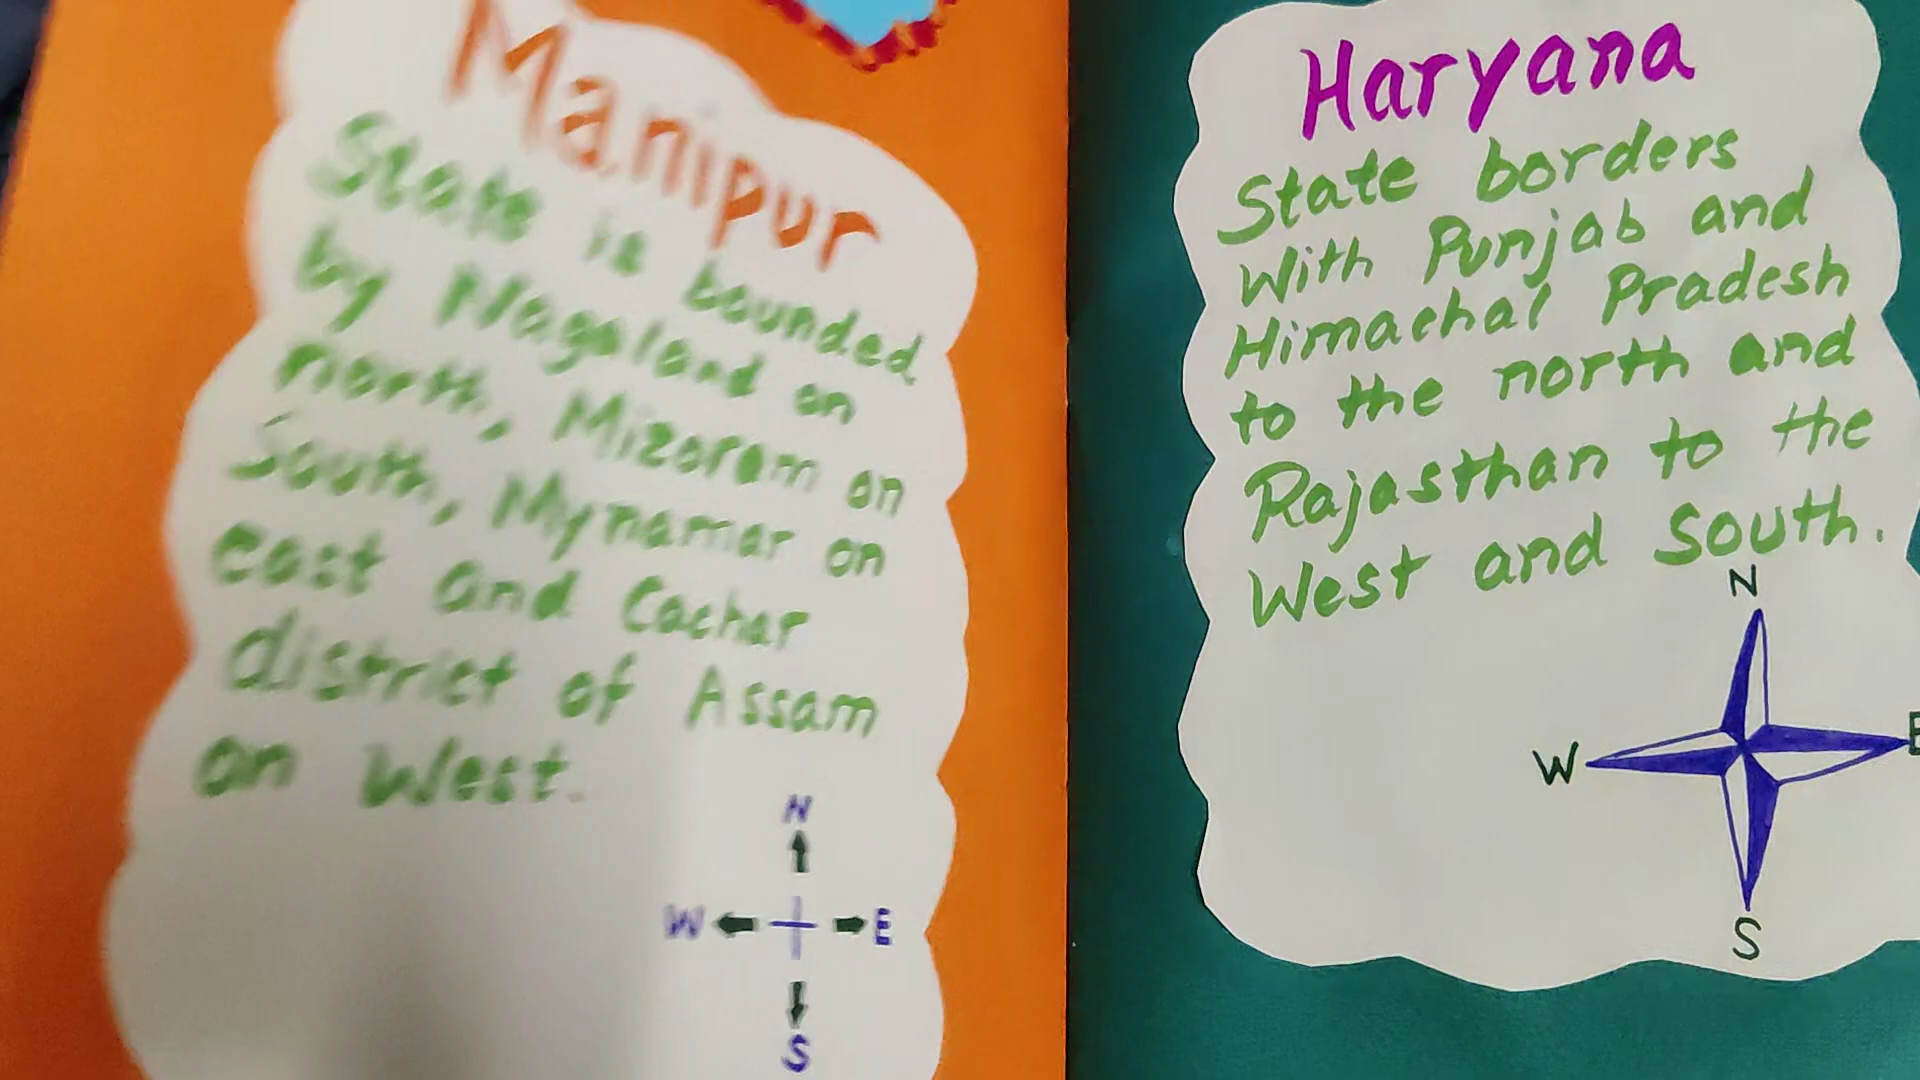 Manipur
State is bounded
by Nagaland on
north, Mizoram on
South, Mynamar on
east and Cachar
district of Assam
on West.
N
W E
S
Haryana
State borders
With Punjab and
Himachal Pradesh
to the north and
Rajasthan to the
West and South.
N
W E
S